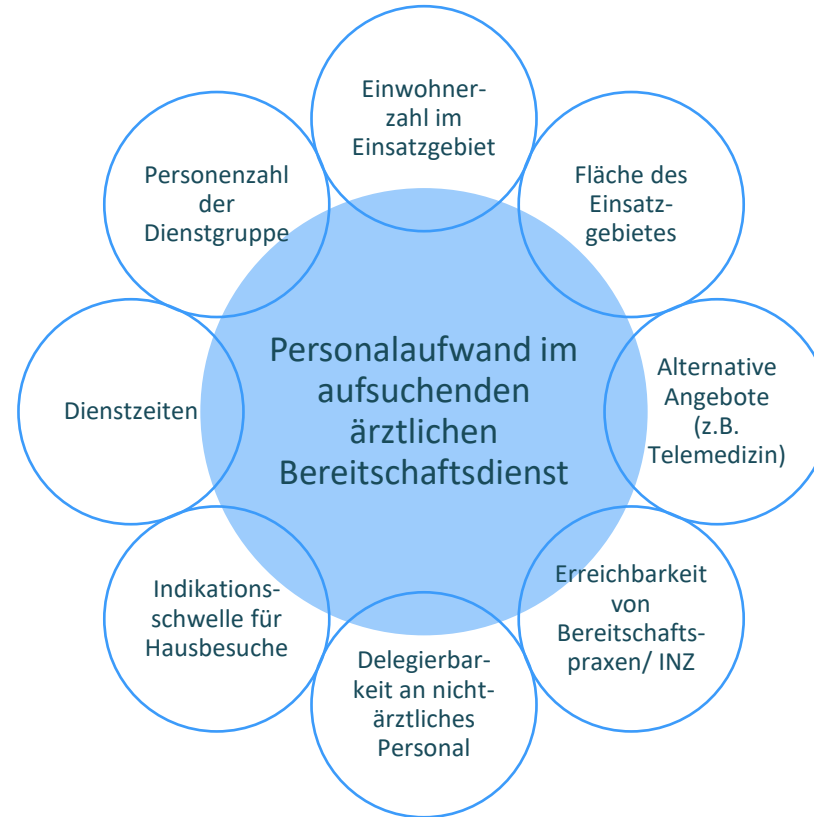 Einwohner-
zahl im
Einsatzgebiet
Fläche des
Einsatz-
gebietes
Alternative
Angebote
(z.B.
Telemedizin)
Erreichbarkeit
von
Bereitschafts-
praxen/ INZ
Delegierbar-
keit an nicht-
ärztliches
Personal
Indikations-
schwelle für
Hausbesuche
Dienstzeiten
Personenzahl
der
Dienstgruppe
Personalaufwand im
aufsuchenden
ärztlichen
Bereitschaftsdienst